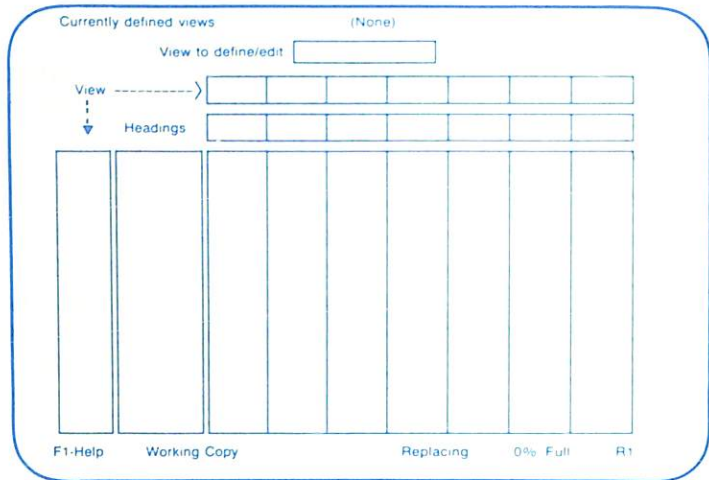 Currently defined views (None)
View to define/edit
View
Headings
F1-Help Working Copy Replacing 0% Full R1